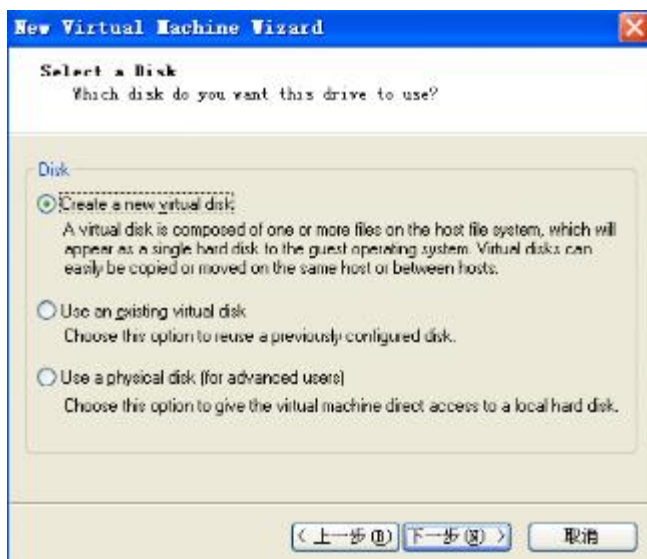 New Virtual Machine Wizard
Select a Disk
Which disk do you want this drive to use?
Disk
Create a new virtual disk
A virtual disk is composed of one or more files on the host file system, which will
appear as a single hard disk to the guest operating system. Virtual disks can
easily be copied or moved on the same host or between hosts.
Use an existing virtual disk
Choose this option to reuse a previously configured disk.
Use a physical disk (for advanced users)
Choose this option to give the virtual machine direct access to a local hard disk.
< 上一步(B) 下一步(N) > 取消